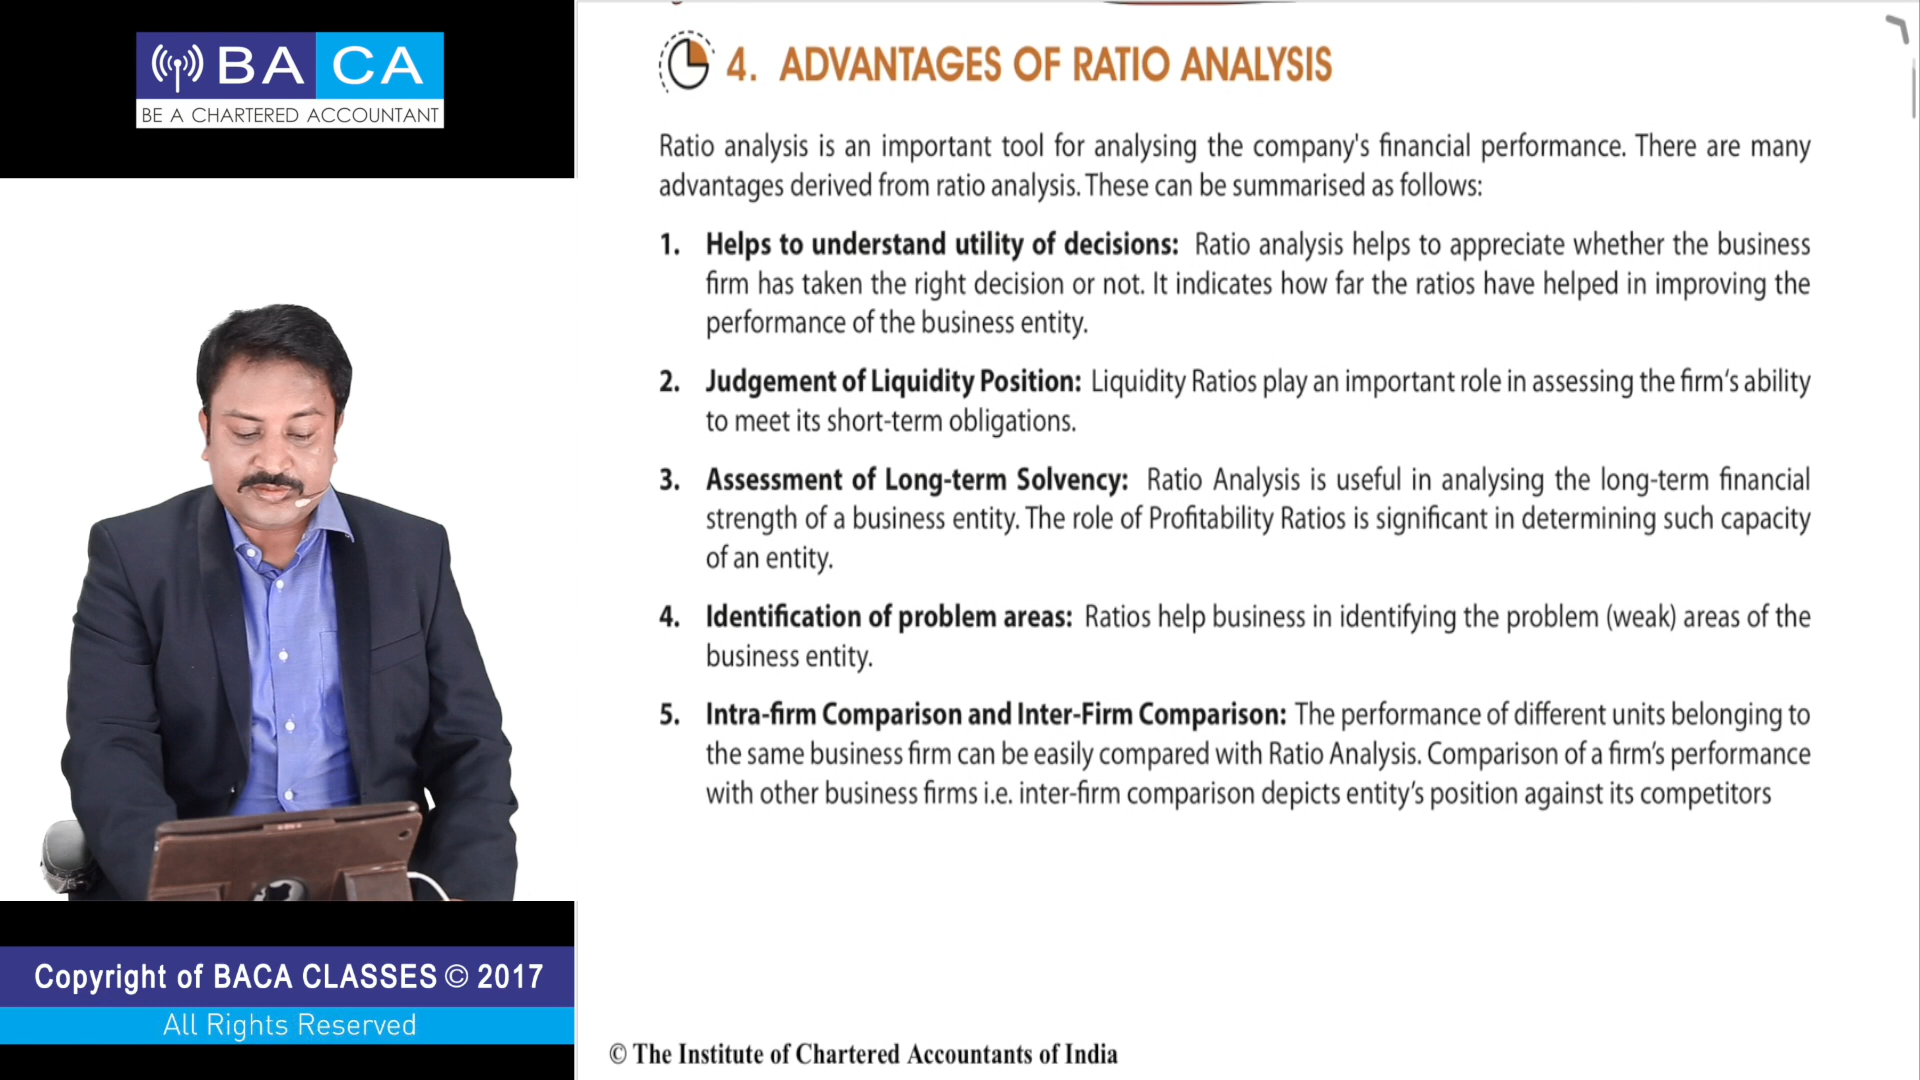 BA CA
BE A CHARTERED ACCOUNTANT
4. ADVANTAGES OF RATIO ANALYSIS
Ratio analysis is an important tool for analysing the company's financial performance. There are many
advantages derived from ratio analysis. These can be summarised as follows:
1. Helps to understand utility of decisions: Ratio analysis helps to appreciate whether the business
firm has taken the right decision or not. It indicates how far the ratios have helped in improving the
performance of the business entity.
2. Judgement of Liquidity Position: Liquidity Ratios play an important role in assessing the firm‘s ability
to meet its short-term obligations.
3. Assessment of Long-term Solvency: Ratio Analysis is useful in analysing the long-term financial
strength of a business entity. The role of Profitability Ratios is significant in determining such capacity
of an entity.
4. Identification of problem areas: Ratios help business in identifying the problem (weak) areas of the
business entity.
5. Intra-firm Comparison and Inter-Firm Comparison: The performance of different units belonging to
the same business firm can be easily compared with Ratio Analysis. Comparison of a firm’s performance
with other business firms i.e. inter-firm comparison depicts entity’s position against its competitors
Copyright of BACA CLASSES © 2017
All Rights Reserved
© The Institute of Chartered Accountants of India